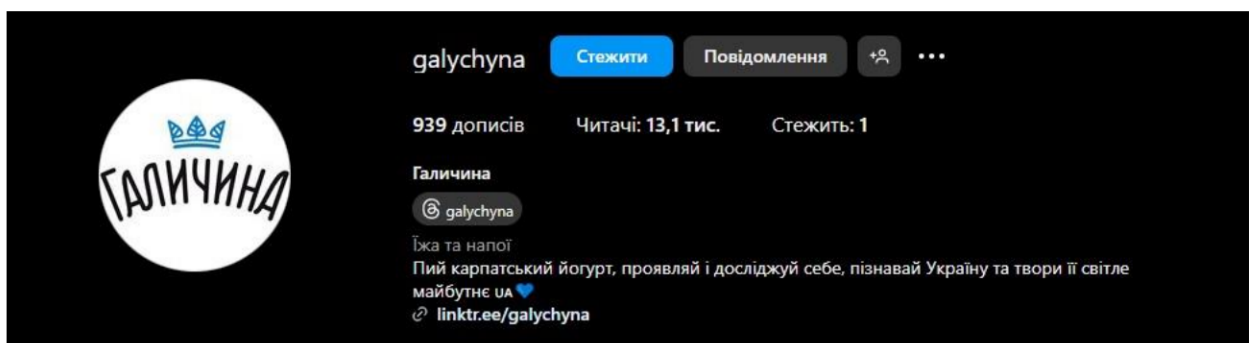 galychyna Стежити Повідомлення
939 дописів Читачі: 13,1 тис. Стежить: 1
ГАЛИЧИНА
Галичина
galychyna
Їжа та напої
Пий карпатський йогурт, проявляй і досліджуй себе, пізнавай Україну та твори її світле
майбутнє UA💙
linktr.ee/galychyna